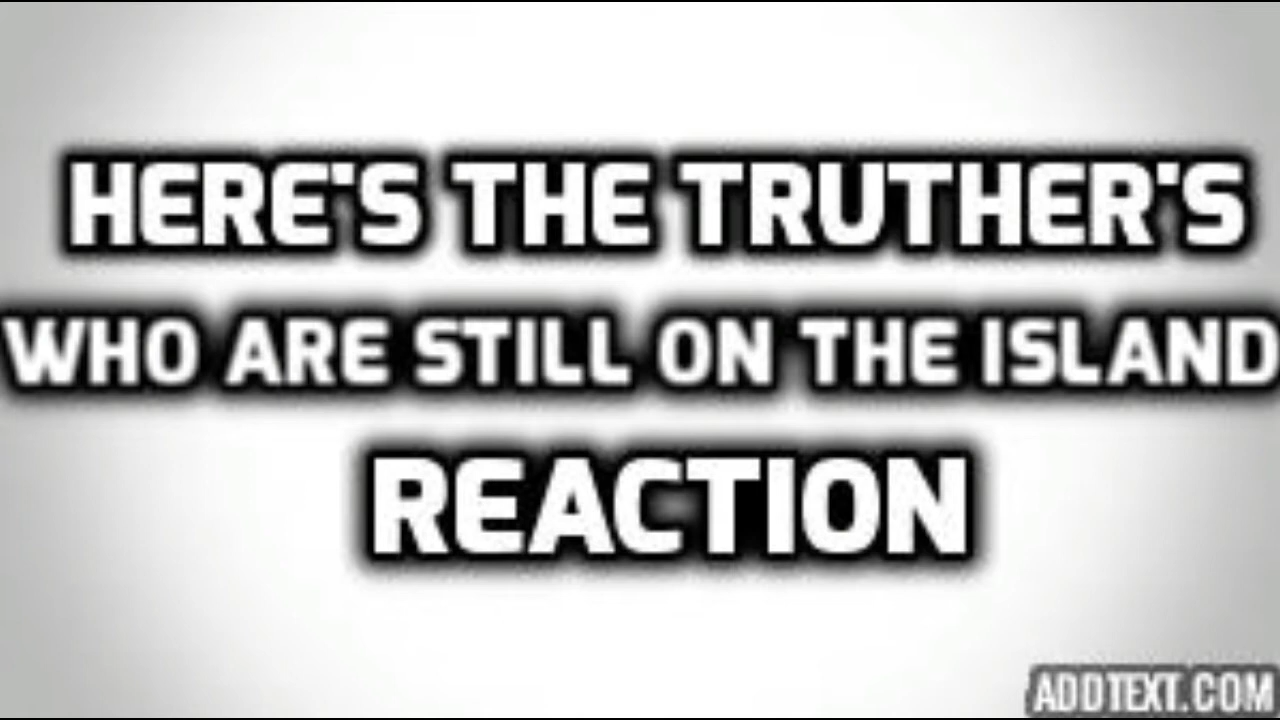 HERE'S THE TRUTHER'S
WHO ARE STILL ON THE ISLAND
REACTION
ADDTEXT.COM